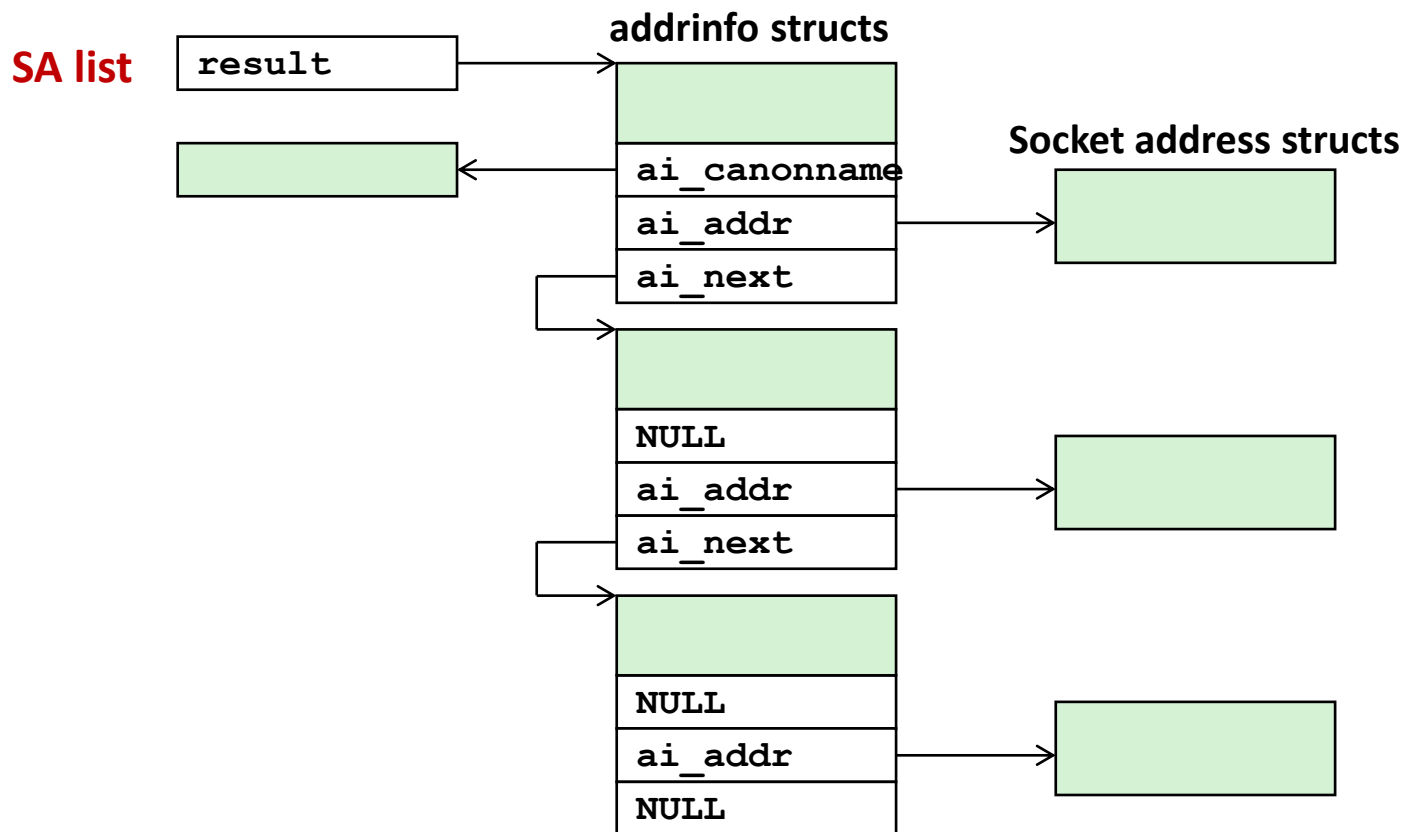 addrinfo structs
SA list
result
Socket address structs
ai_canonname
ai_addr
ai_next
NULL
ai_addr
ai_next
NULL
ai_addr
NULL